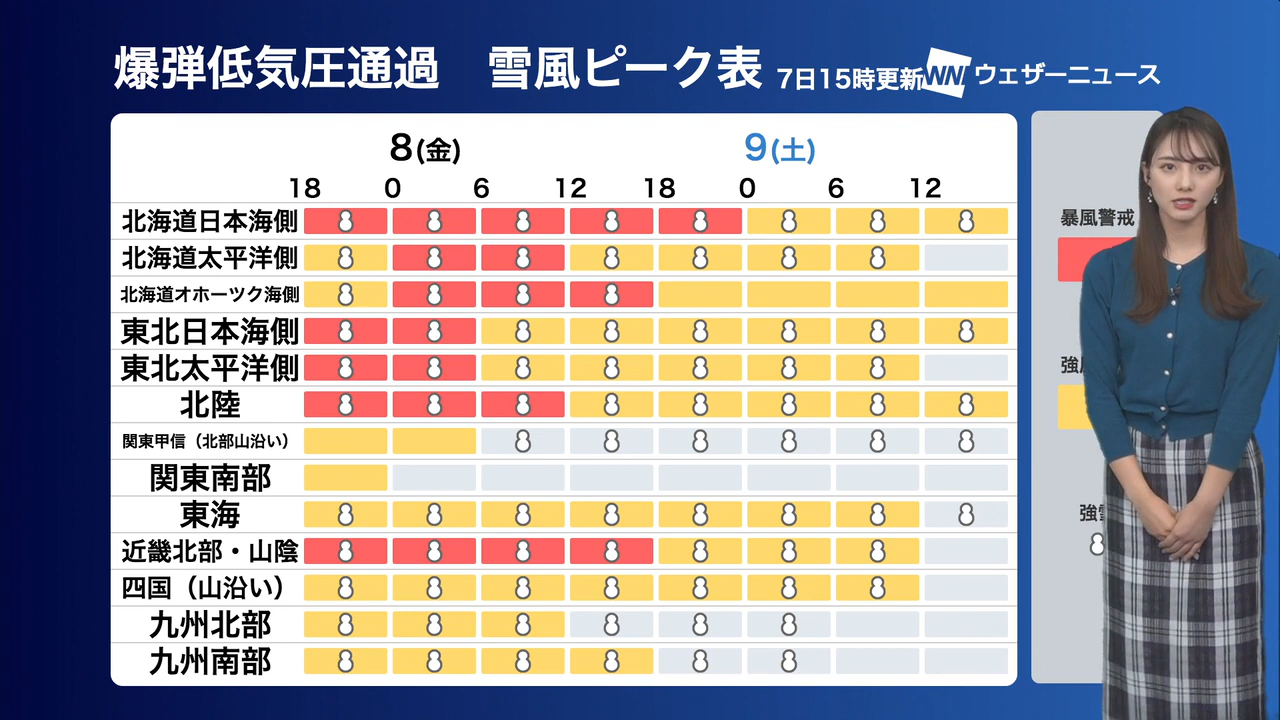 爆弾低気圧通過　雪風ピーク表 7日15時更新 WNI ウェザーニュース
8(金) 9(土)
18 0 6 12 18 0 6 12
北海道日本海側
北海道太平洋側
北海道オホーツク海側
東北日本海側
東北太平洋側
北陸
関東甲信（北部山沿い）
関東南部
東海
近畿北部・山陰
四国（山沿い）
九州北部
九州南部
暴風警戒
強
強